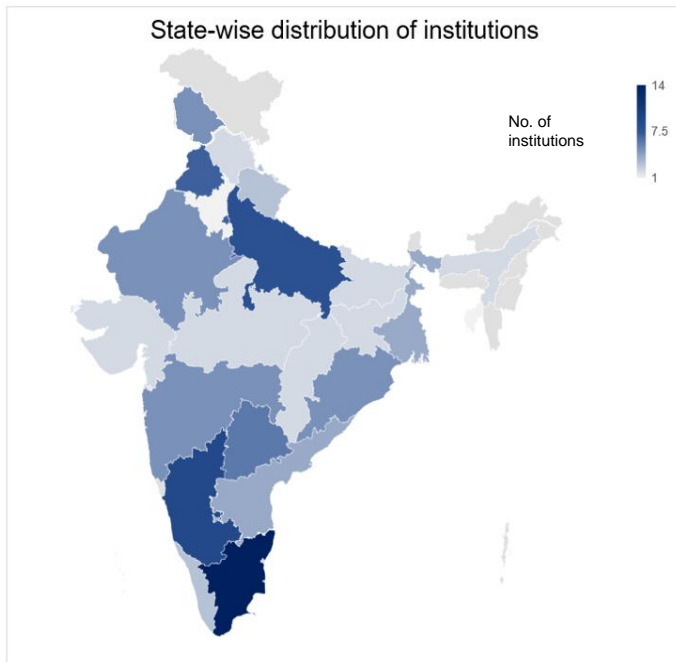 State-wise distribution of institutions
No. of
institutions
14
7.5
1